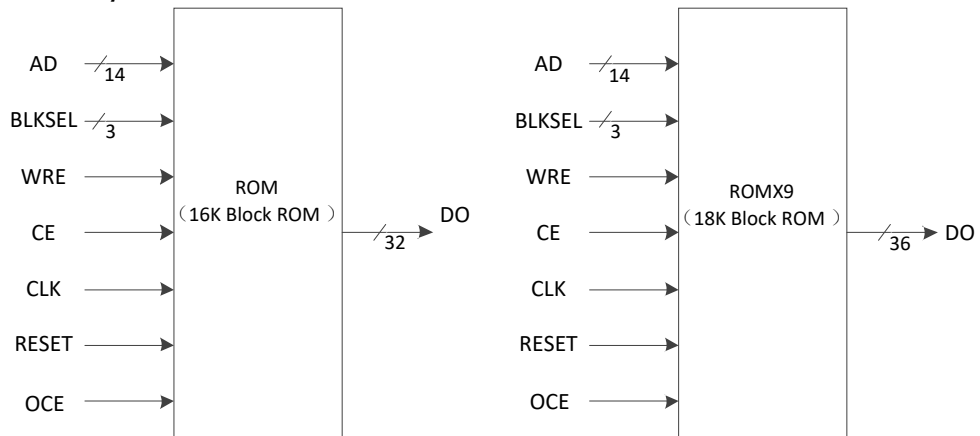 AD
14
BLKSEL
3
WRE
CE
CLK
RESET
OCE
ROM
（16K Block ROM ）
32
DO
AD
14
BLKSEL
3
WRE
CE
CLK
RESET
OCE
ROMX9
（18K Block ROM ）
36
DO